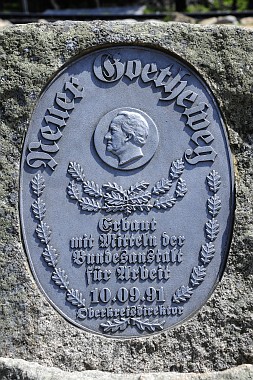 Neuer Goetheweg
Erbaut
mit Mitteln der
Bundesanstalt
für Arbeit
10.09.91
Oberkreisdirektor